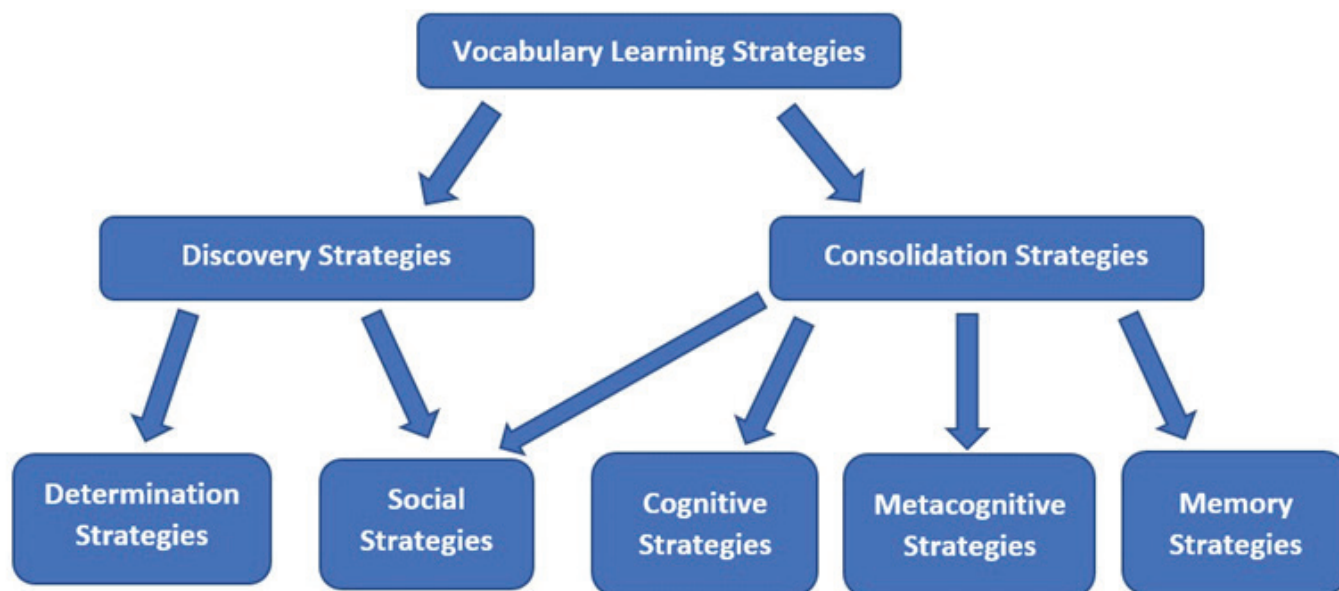 Vocabulary Learning Strategies
Discovery Strategies
Consolidation Strategies
Determination
Strategies
Social
Strategies
Cognitive
Strategies
Metacognitive
Strategies
Memory
Strategies